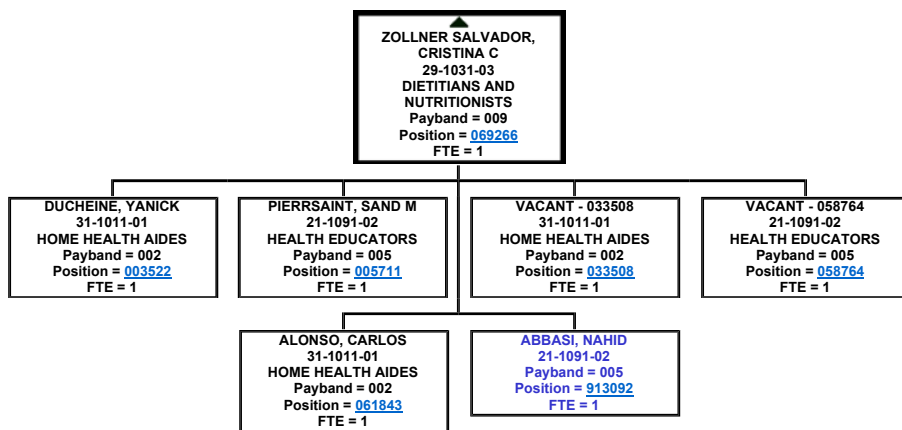 ZOLLNER SALVADOR,
CRISTINA C
29-1031-03
DIETITIANS AND
NUTRITIONISTS
Payband = 009
Position = 069266
FTE = 1
DUCHEINE, YANICK
31-1011-01
HOME HEALTH AIDES
Payband = 002
Position = 003522
FTE = 1
PIERRSAINT, SAND M
21-1091-02
HEALTH EDUCATORS
Payband = 005
Position = 005711
FTE = 1
VACANT - 033508
31-1011-01
HOME HEALTH AIDES
Payband = 002
Position = 033508
FTE = 1
VACANT - 058764
21-1091-02
HEALTH EDUCATORS
Payband = 005
Position = 058764
FTE = 1
ALONSO, CARLOS
31-1011-01
HOME HEALTH AIDES
Payband = 002
Position = 061843
FTE = 1
ABBASI, NAHID
21-1091-02
Payband = 005
Position = 913092
FTE = 1